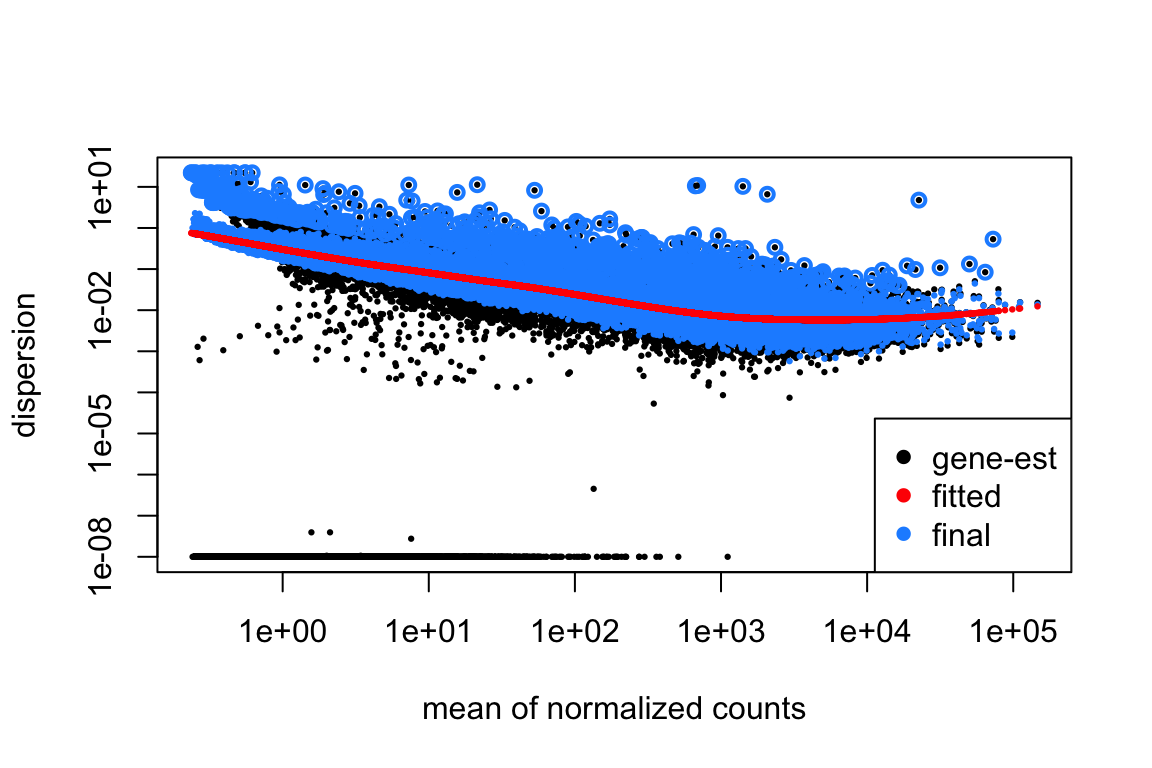 1e+01
1e-02
1e-05
1e-08
dispersion
gene-est
fitted
final
1e+00 1e+01 1e+02 1e+03 1e+04 1e+05
mean of normalized counts